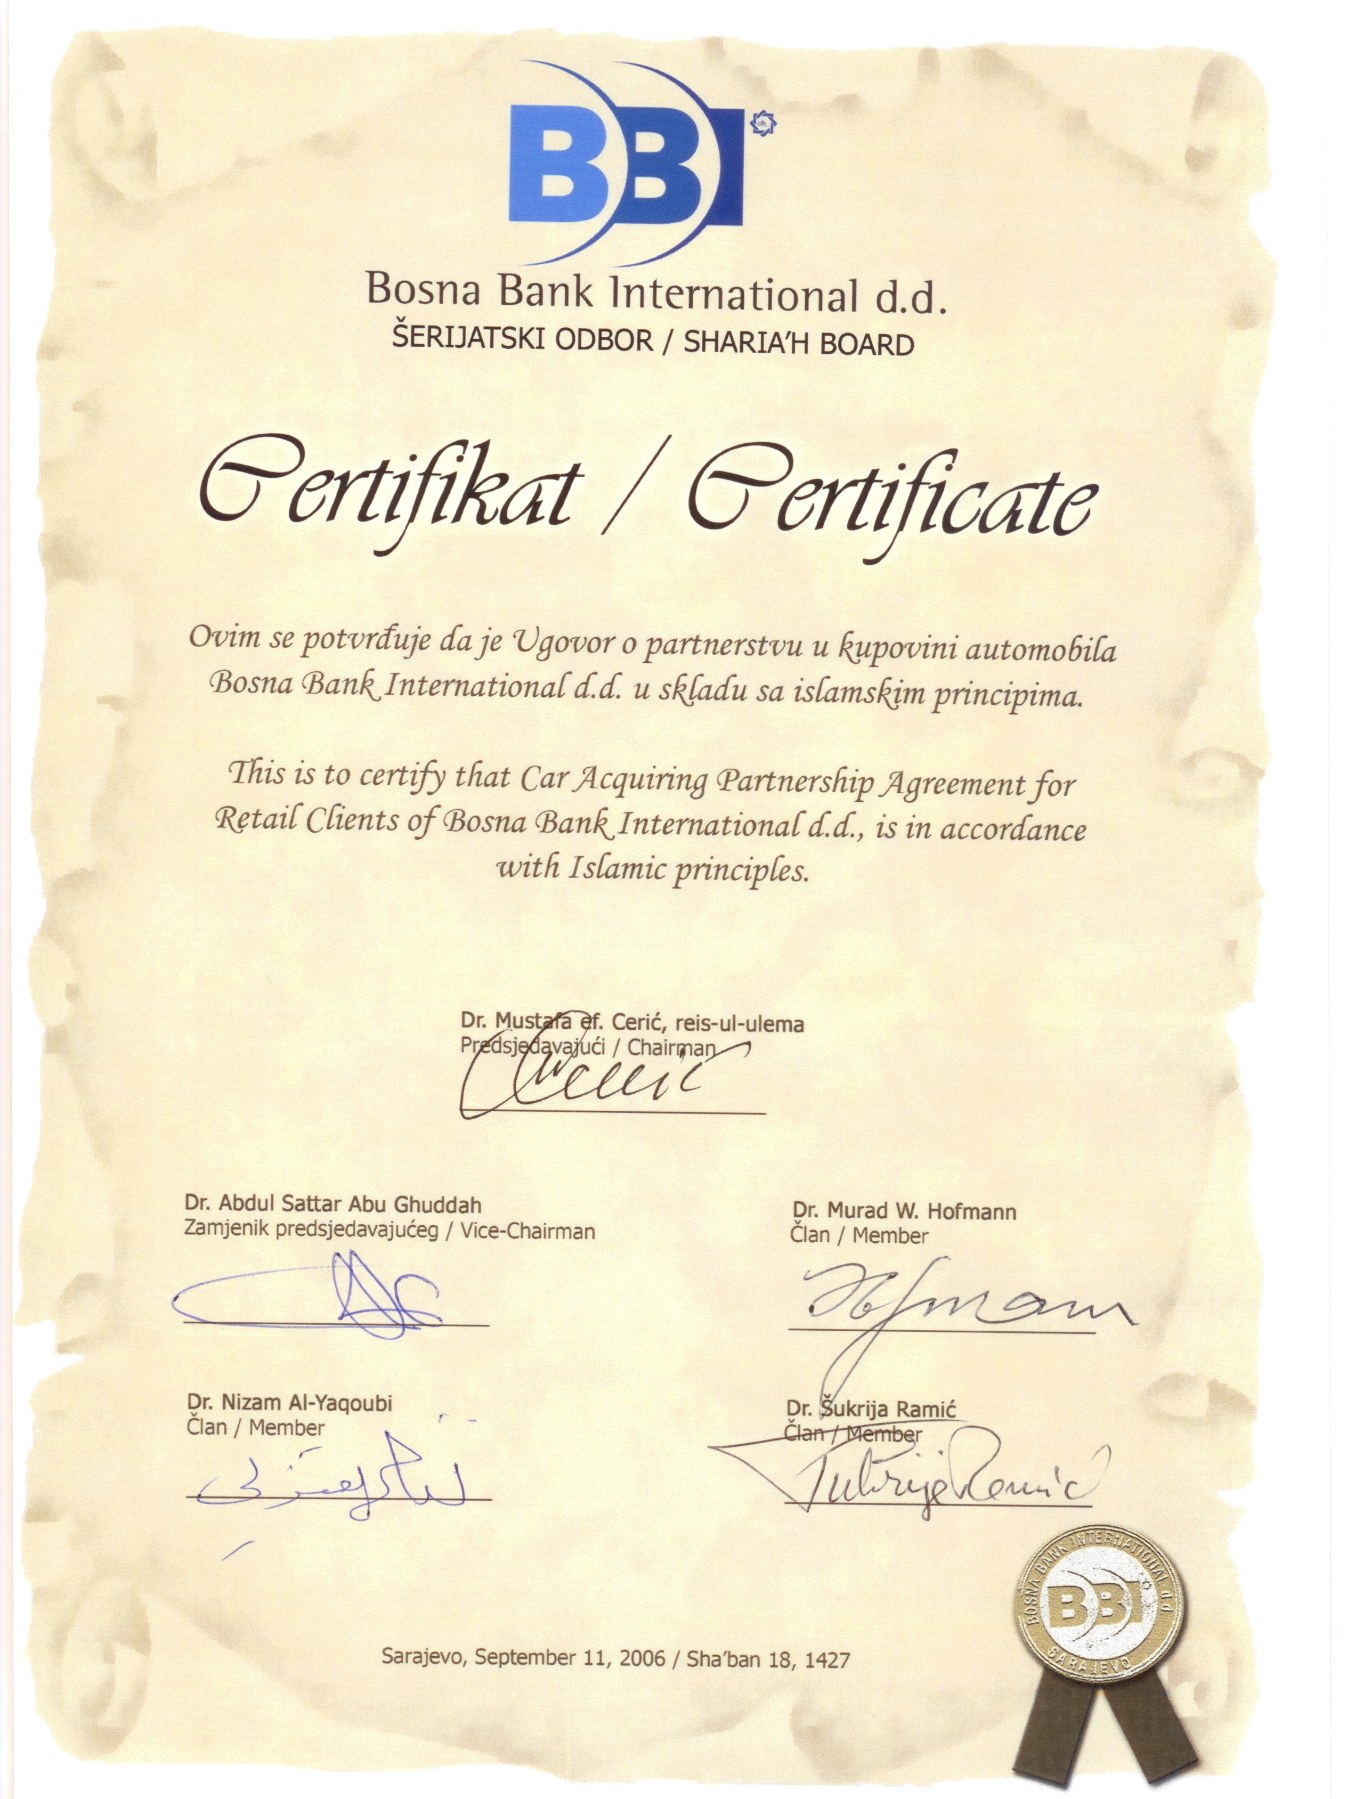 BBI
Bosna Bank International d.d.
ŠERIJATSKI ODBOR / SHARIA'H BOARD
Certifikat / Certificate
Ovim se potvrđuje da je Ugovor o partnerstvu u kupovini automobila
Bosna Bank International d.d. u skladu sa islamskim principima.
This is to certify that Car Acquiring Partnership Agreement for
Retail Clients of Bosna Bank International d.d., is in accordance
with Islamic principles.
Dr. Mustafa ef. Cerić, reis-ul-ulema
Predsjedavajući / Chairman
Dr. Abdul Sattar Abu Ghuddah
Zamjenik predsjedavajućeg / Vice-Chairman
Dr. Murad W. Hofmann
Član / Member
Hofmann
Dr. Nizam Al-Yaqoubi
Član / Member
Dr. Šukrija Ramić
Član / Member
Šukrija Ramić
BOSNA BANK INTERNATIONAL d.d.
BBI
SARAJEVO
Sarajevo, September 11, 2006 / Sha'ban 18, 1427